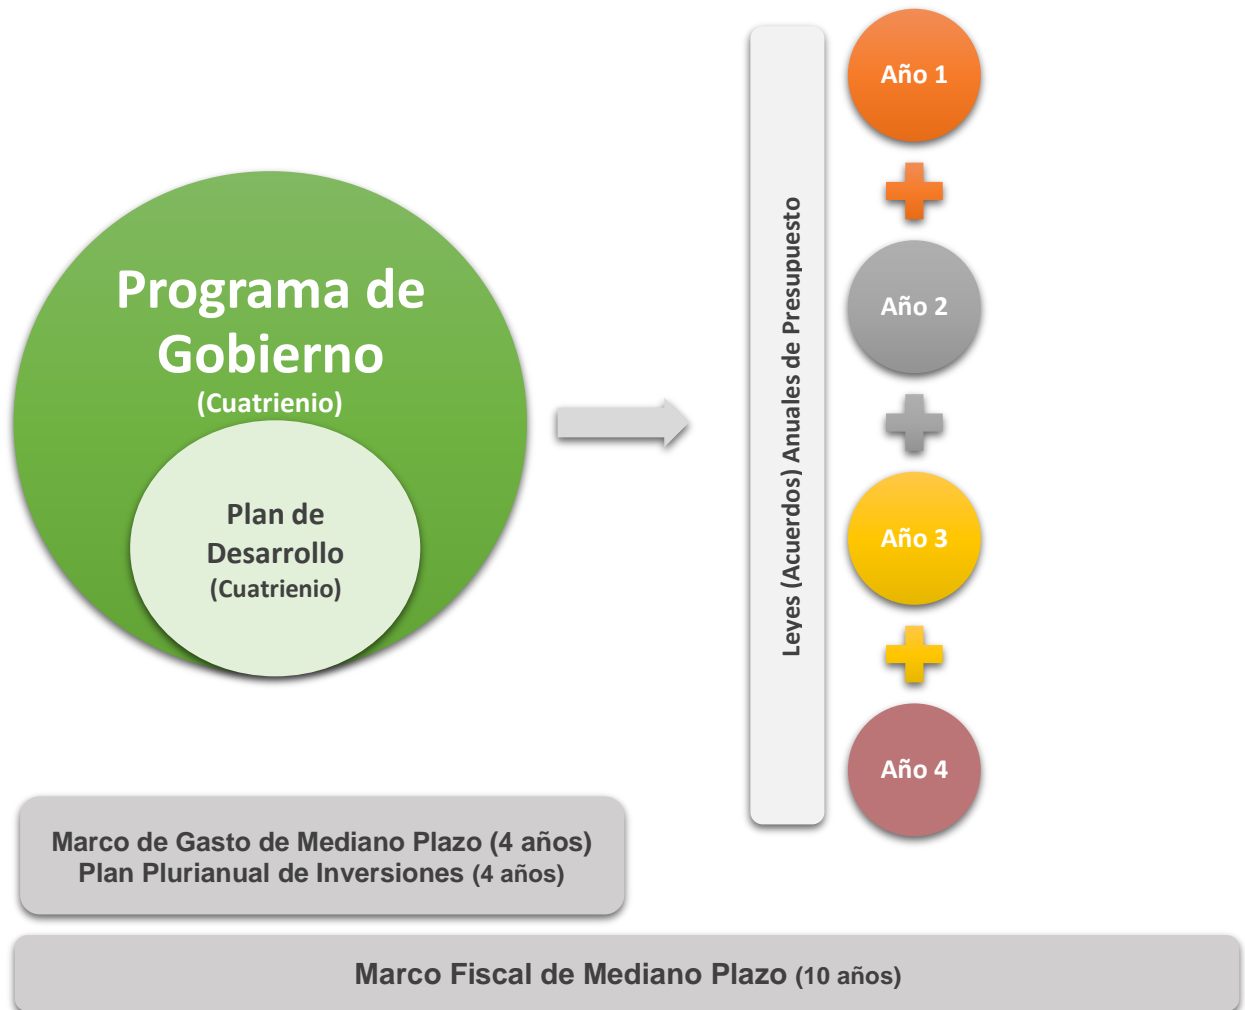 Programa de
Gobierno
(Cuatrienio)
Plan de
Desarrollo
(Cuatrienio)
Leyes (Acuerdos) Anuales de Presupuesto
Año 1
Año 2
Año 3
Año 4
Marco de Gasto de Mediano Plazo (4 años)
Plan Plurianual de Inversiones (4 años)
Marco Fiscal de Mediano Plazo (10 años)